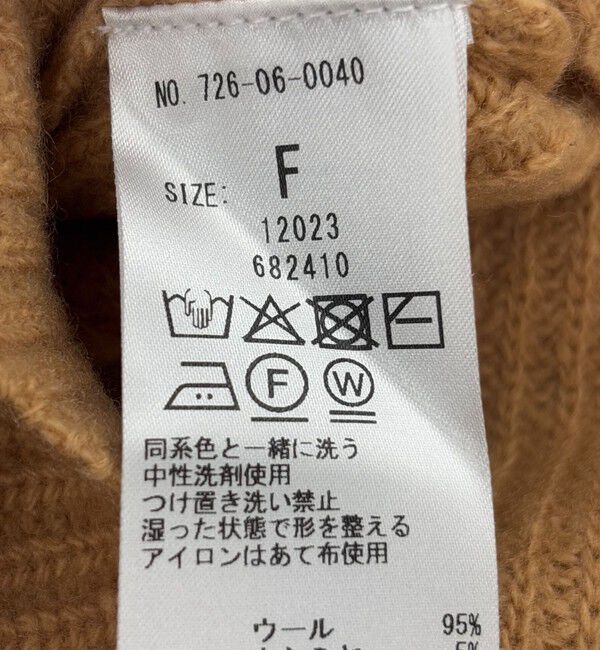 NO. 726-06-0040
SIZE: F
12023
682410
F W
同系色と一緒に洗う
中性洗剤使用
つけ置き洗い禁止
湿った状態で形を整える
アイロンはあて布使用
ウール 95%
5%